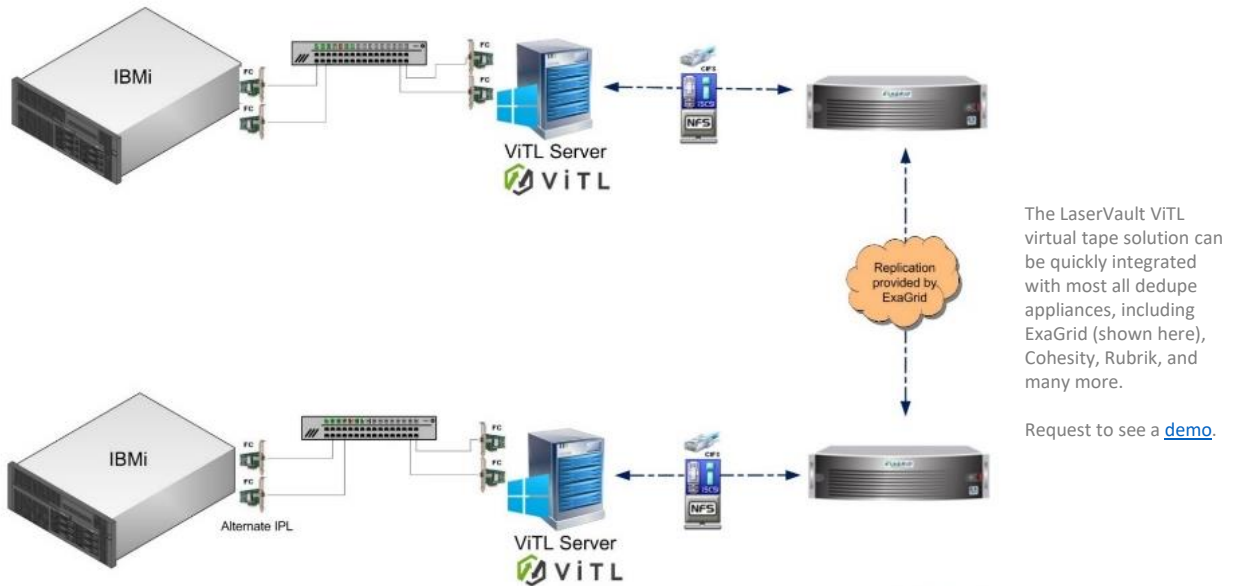 IBMi
FC
FC
FC
FC
ViTL Server
ViTL
CIFS
iSCSI
NFS
ExaGrid
Replication
provided by
ExaGrid
The LaserVault ViTL
virtual tape solution can
be quickly integrated
with most all dedupe
appliances, including
ExaGrid (shown here),
Cohesity, Rubrik, and
many more.
Request to see a demo.
IBMi
FC
FC
Alternate IPL
FC
FC
ViTL Server
ViTL
CIFS
iSCSI
NFS
ExaGrid